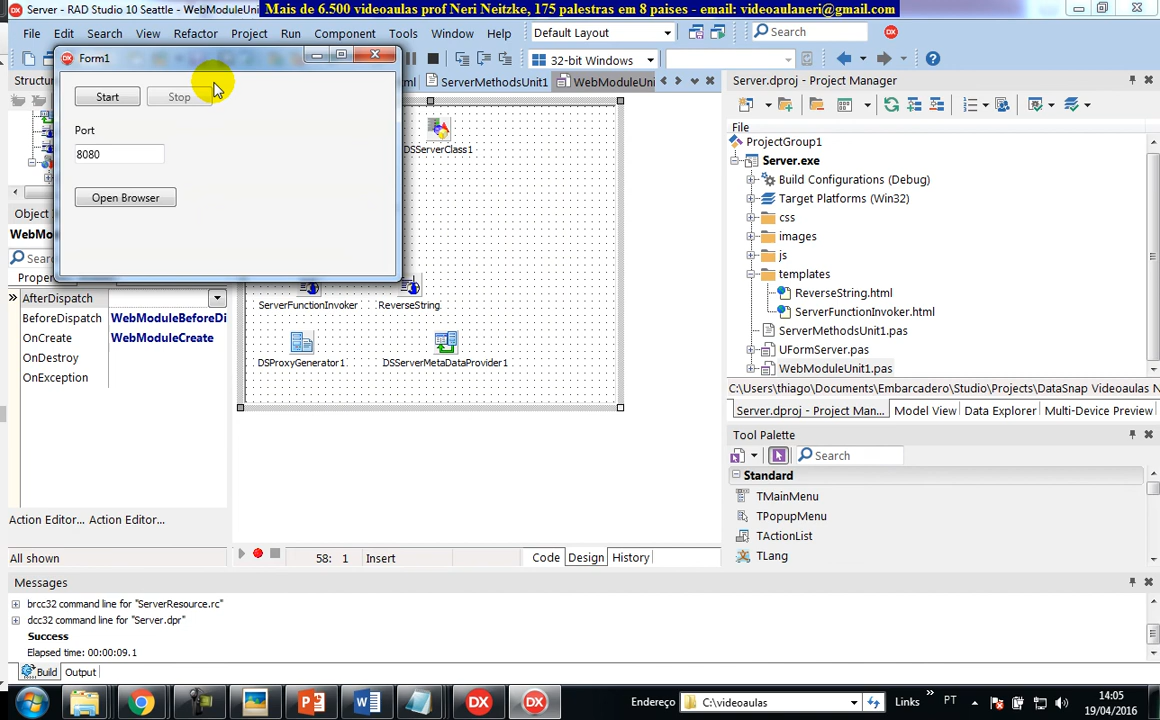 Server - RAD Studio 10 Seattle - WebModuleUni
Mais de 6.500 videoaulas prof Neri Neitzke, 175 palestras em 8 paises - email: videoaulaneri@gmail.com
File Edit Search View Refactor Project Run Component Tools Window Help
Default Layout
Search
Form1
32-bit Windows
Structu
ml ServerMethodsUnit1 WebModuleUni
Server.dproj - Project Manager
Start Stop
Port
8080
Open Browser
DSServerClass1
File
ProjectGroup1
Server.exe
Build Configurations (Debug)
Target Platforms (Win32)
css
images
js
templates
ReverseString.html
ServerFunctionInvoker.html
ServerMethodsUnit1.pas
UFormServer.pas
WebModuleUnit1.pas
Object
WebMo
Sear
Proper
AfterDispatch
BeforeDispatch WebModuleBeforeDi
OnCreate WebModuleCreate
OnDestroy
OnException
ServerFunctionInvoker ReverseString
DSProxyGenerator1 DSServerMetaDataProvider1
C:\Users\thiago\Documents\Embarcadero\Studio\Projects\DataSnap Videoaulas N
Server.dproj - Project Man... Model View Data Explorer Multi-Device Preview
Tool Palette
Search
Standard
TMainMenu
TPopupMenu
TActionList
TLang
Action Editor... Action Editor...
All shown
58: 1 Insert
Code Design History
Messages
brcc32 command line for "ServerResource.rc"
dcc32 command line for "Server.dpr"
Success
Elapsed time: 00:00:09.1
Build Output
Endereço C:\videoaulas
Links
PT
14:05
19/04/2016